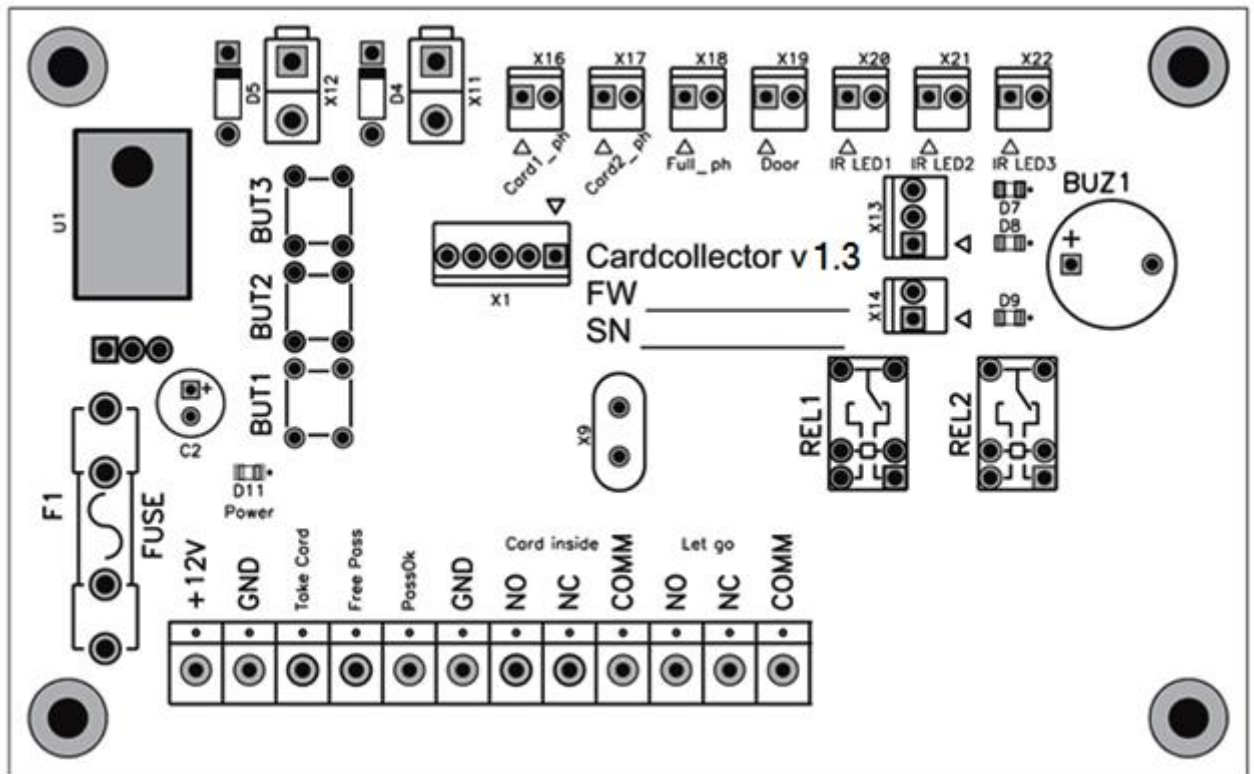 D5
X12
D4
X11
X16
X17
X18
X19
X20
X21
X22
Card1_ph
Card2_ph
Full_ph
Door
IR LED1
IR LED2
IR LED3
U1
BUT3
BUT2
BUT1
X1
Cardcollector v 1.3
FW
SN
X13
X14
D7
D8
D9
BUZ1
+
C2
+
X9
REL1
REL2
F1
FUSE
D11
Power
Card inside
Let go
+12V
GND
Take Card
Free Pass
PassOk
GND
NO
NC
COMM
NO
NC
COMM